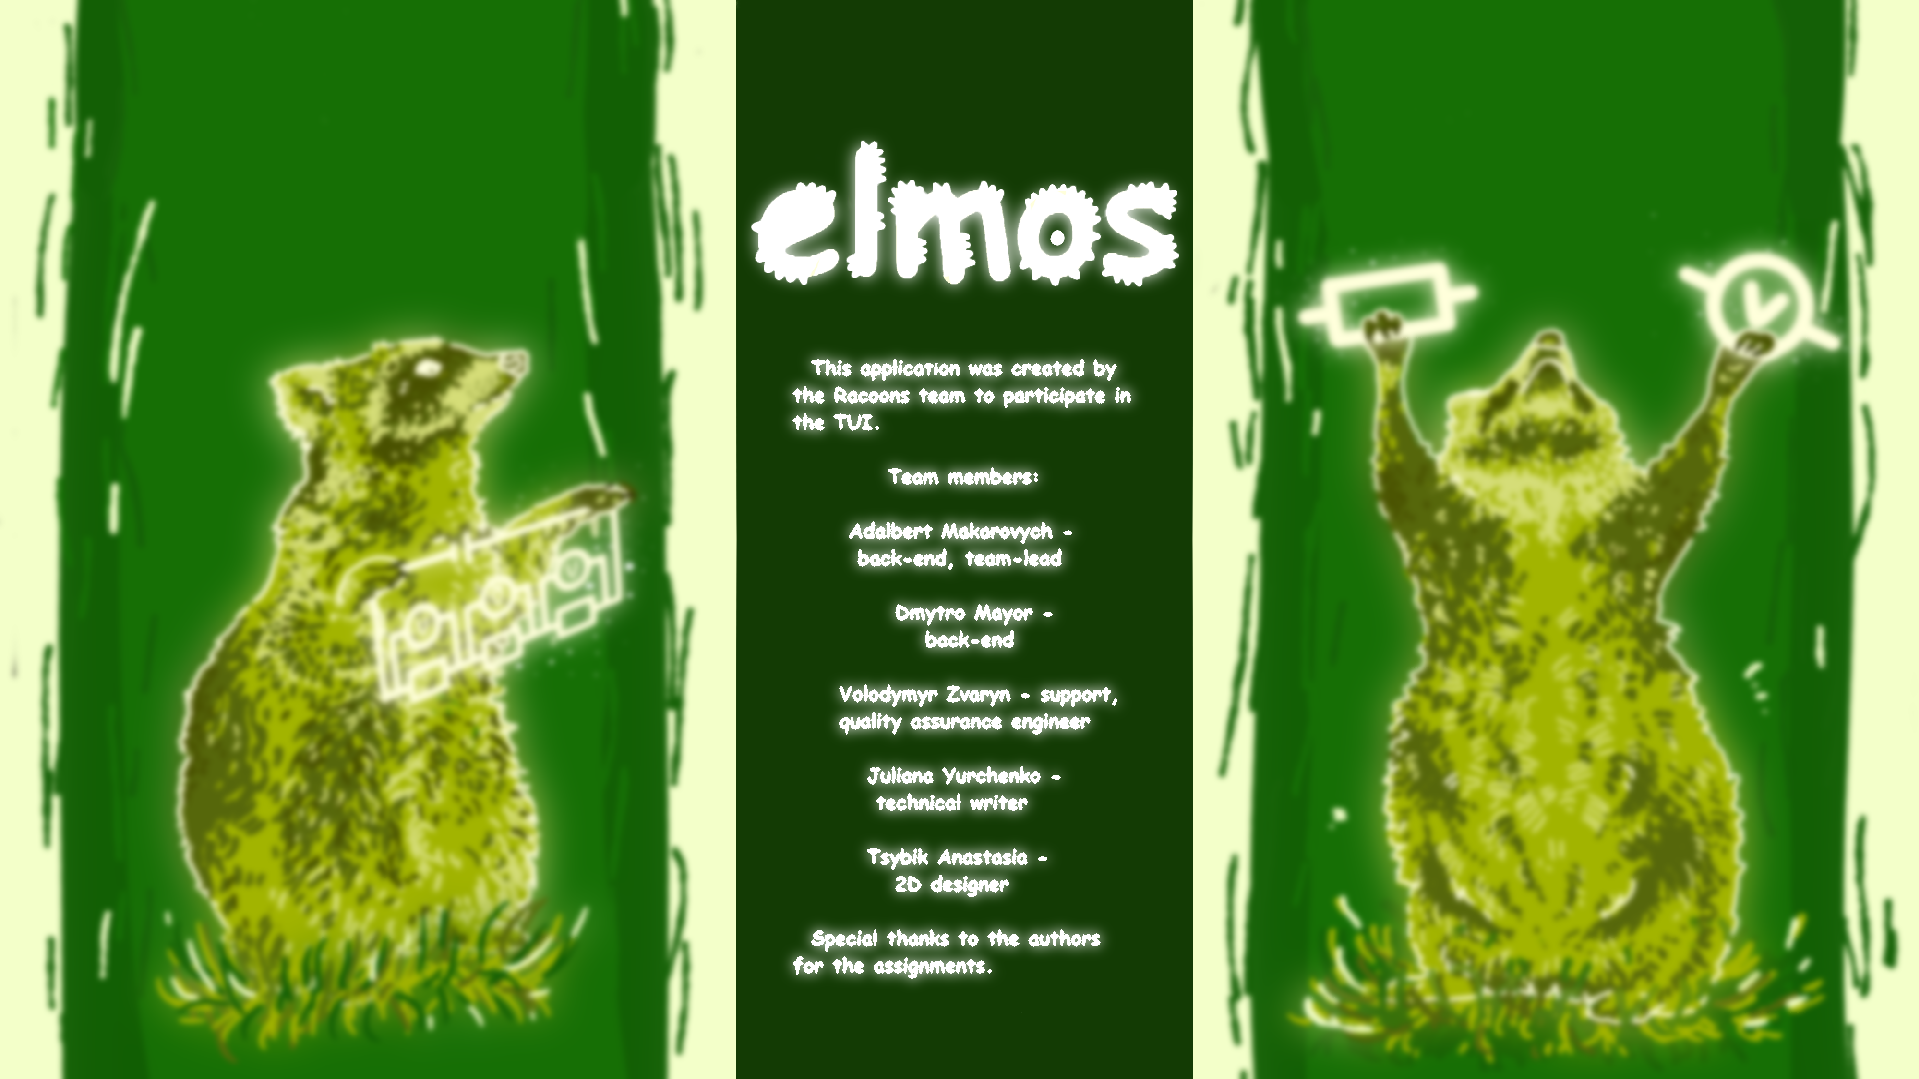 elmos
This application was created by
the Racoons team to participate in
the TUI.
Team members:
Adalbert Makarovych -
back-end, team-lead
Dmytro Mayor -
back-end
Volodymyr Zvaryn - support,
quality assurance engineer
Juliana Yurchenko -
technical writer
Tsybik Anastasia -
2D designer
Special thanks to the authors
for the assignments.